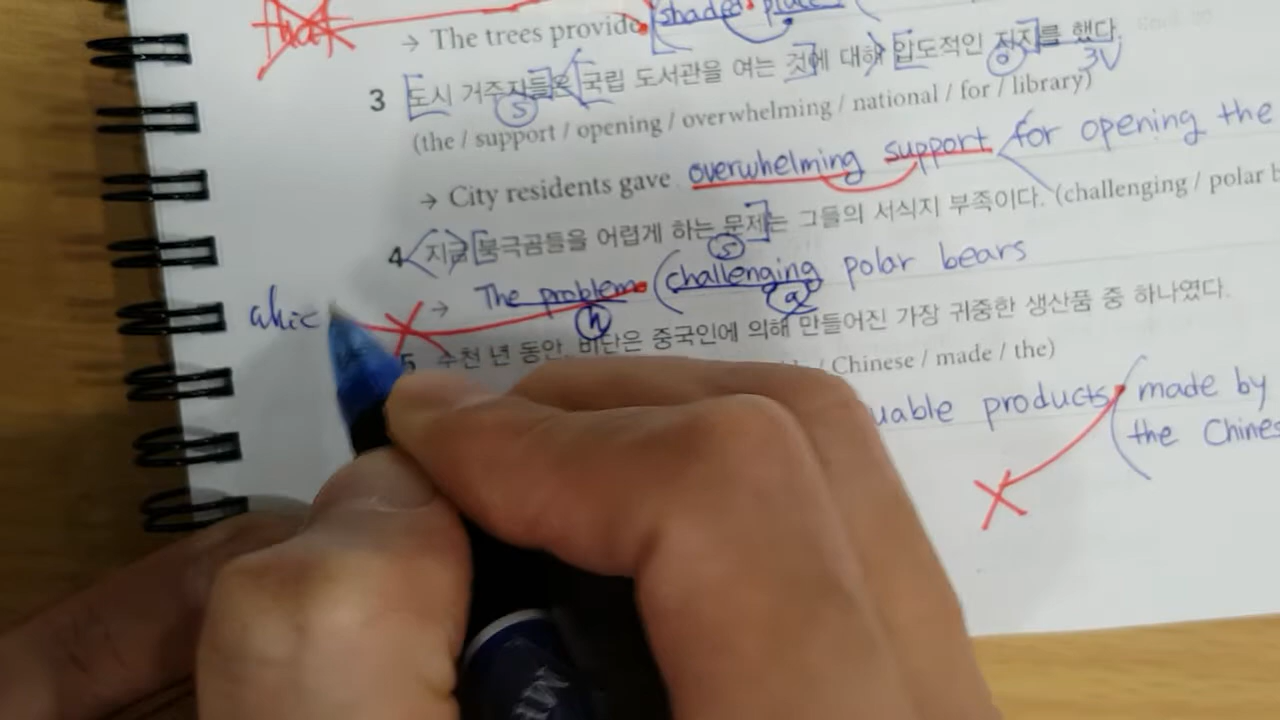 that
→ The trees provide shaded place
3 도시 거주자들은 국립 도서관을 여는 것에 대해 압도적인 지지를 했다.
S O 3V
(the / support / opening / overwhelming / national / for / library)
→ City residents gave overwhelming support for opening the
4 지금 북극곰들을 어렵게 하는 문제는 그들의 서식지 부족이다. (challenging / polar b
S
→ The problem challenging polar bears
n a
whic
5 수천 년 동안, 비단은 중국인에 의해 만들어진 가장 귀중한 생산품 중 하나였다.
/ Chinese / made / the)
uable products made by
the Chines